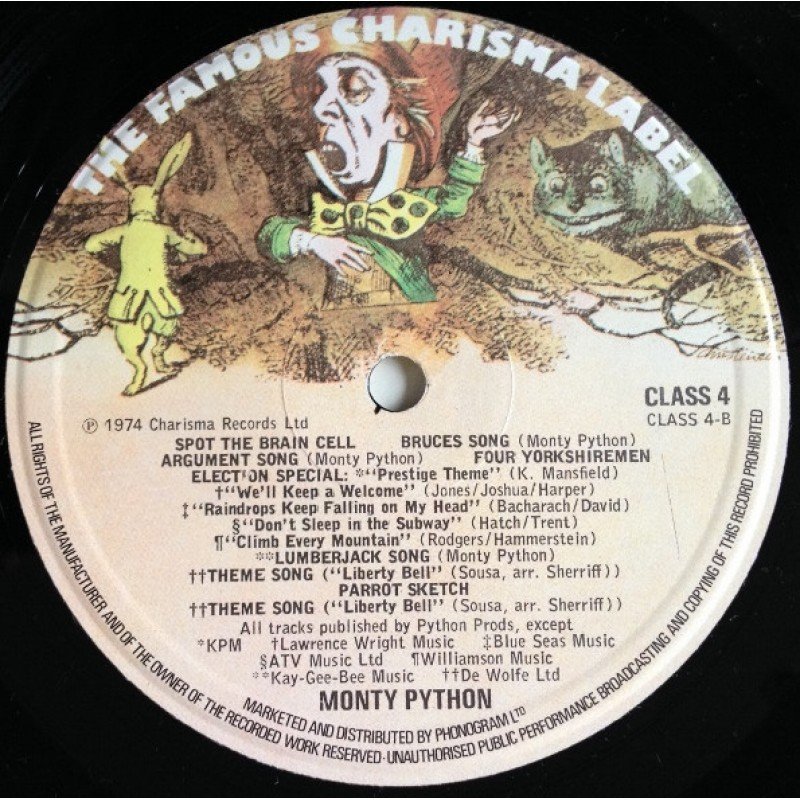 THE FAMOUS CHARISMA LABEL
CLASS 4
℗ 1974 Charisma Records Ltd
CLASS 4-B
SPOT THE BRAIN CELL BRUCES SONG (Monty Python)
ARGUMENT SONG (Monty Python) FOUR YORKSHIREMEN
ELECTION SPECIAL: *"Prestige Theme" (K. Mansfield)
†"We'll Keep a Welcome" (Jones/Joshua/Harper)
‡"Raindrops Keep Falling on My Head" (Bacharach/David)
§"Don't Sleep in the Subway" (Hatch/Trent)
¶"Climb Every Mountain" (Rodgers/Hammerstein)
**LUMBERJACK SONG (Monty Python)
††THEME SONG ("Liberty Bell" (Sousa, arr. Sherriff))
PARROT SKETCH
††THEME SONG ("Liberty Bell" (Sousa, arr. Sherriff))
All tracks published by Python Prods, except
*KPM †Lawrence Wright Music ‡Blue Seas Music
§ATV Music Ltd ¶Williamson Music
**Kay-Gee-Bee Music ††De Wolfe Ltd
MONTY PYTHON
MARKETED AND DISTRIBUTED BY PHONOGRAM LTD
ALL RIGHTS OF THE MANUFACTURER AND OF THE OWNER OF THE RECORDED WORK RESERVED·UNAUTHORISED PUBLIC PERFORMANCE BROADCASTING AND COPYING OF THIS RECORD PROHIBITED